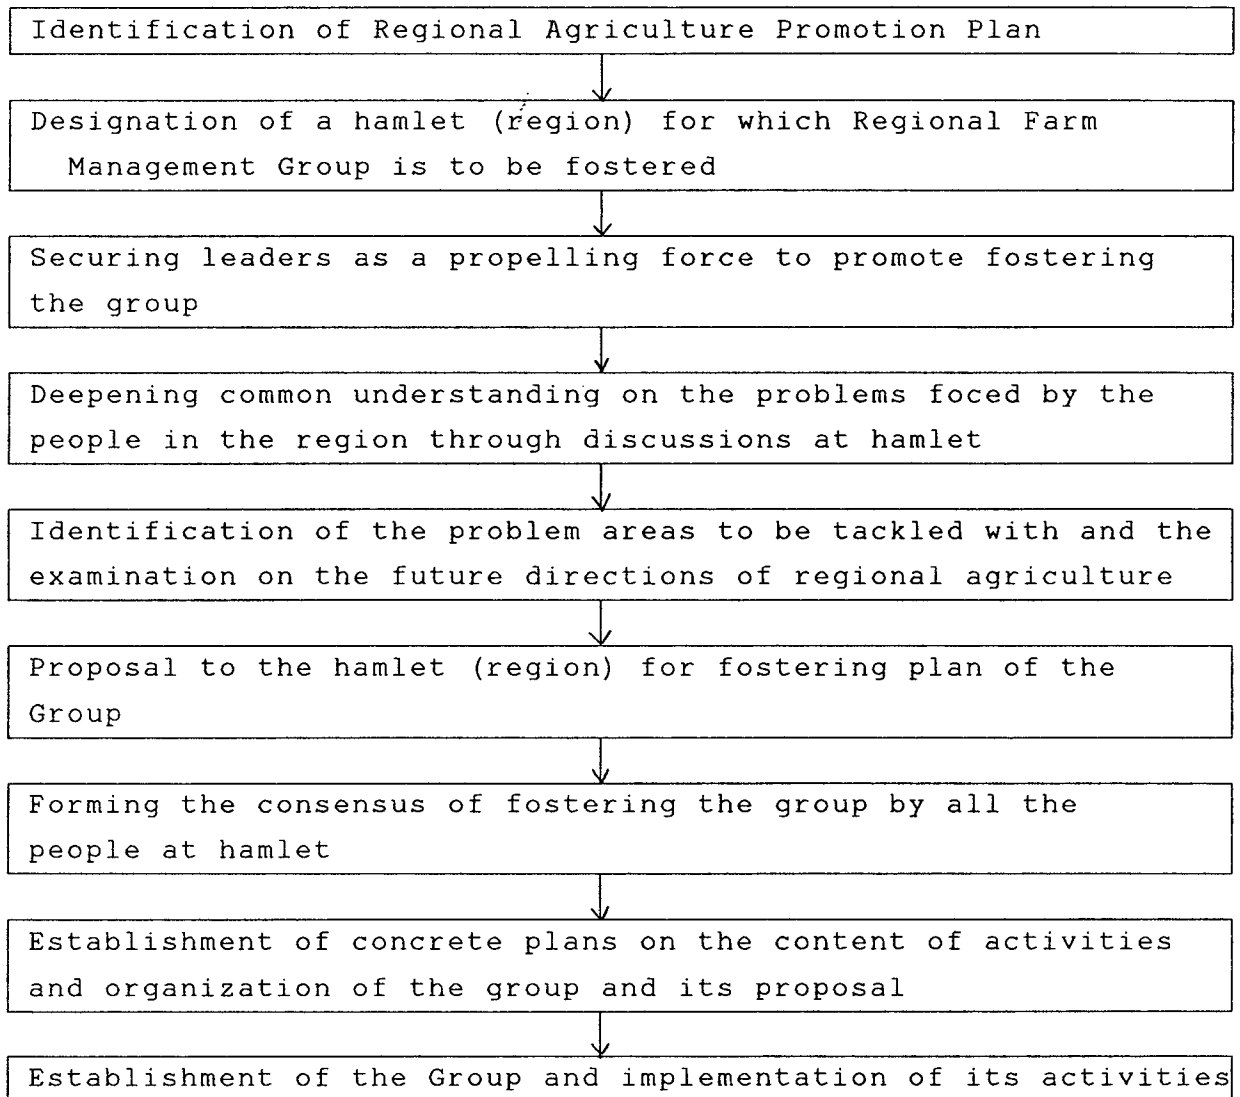 Identification of Regional Agriculture Promotion Plan
Designation of a hamlet (region) for which Regional Farm
Management Group is to be fostered
Securing leaders as a propelling force to promote fostering
the group
Deepening common understanding on the problems foced by the
people in the region through discussions at hamlet
Identification of the problem areas to be tackled with and the
examination on the future directions of regional agriculture
Proposal to the hamlet (region) for fostering plan of the
Group
Forming the consensus of fostering the group by all the
people at hamlet
Establishment of concrete plans on the content of activities
and organization of the group and its proposal
Establishment of the Group and implementation of its activities